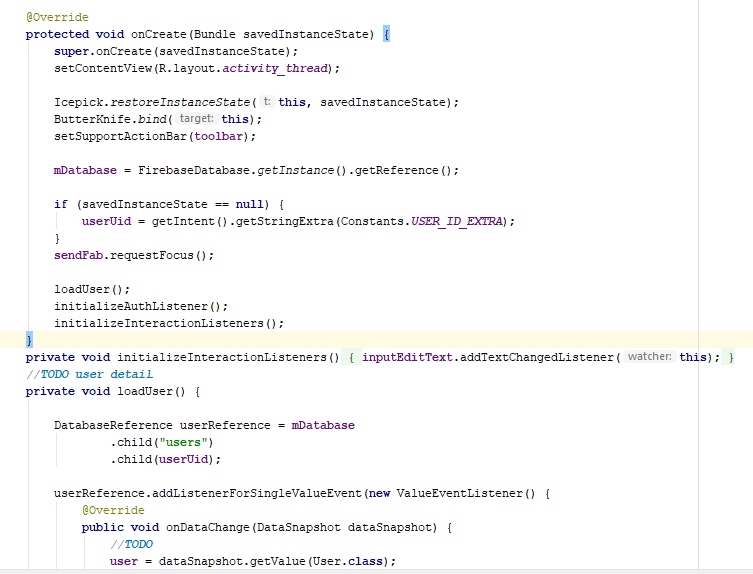 @Override
protected void onCreate(Bundle savedInstanceState) {
super.onCreate(savedInstanceState);
setContentView(R.layout.activity_thread);
Icepick.restoreInstanceState( t: this, savedInstanceState);
ButterKnife.bind( target: this);
setSupportActionBar(toolbar);
mDatabase = FirebaseDatabase.getInstance().getReference();
if (savedInstanceState == null) {
userUid = getIntent().getStringExtra(Constants.USER_ID_EXTRA);
}
sendFab.requestFocus();
loadUser();
initializeAuthListener();
initializeInteractionListeners();
}
private void initializeInteractionListeners() { inputEditText.addTextChangedListener( watcher: this); }
//TODO user detail
private void loadUser() {
DatabaseReference userReference = mDatabase
.child("users")
.child(userUid);
userReference.addListenerForSingleValueEvent(new ValueEventListener() {
@Override
public void onDataChange(DataSnapshot dataSnapshot) {
//TODO
user = dataSnapshot.getValue(User.class);